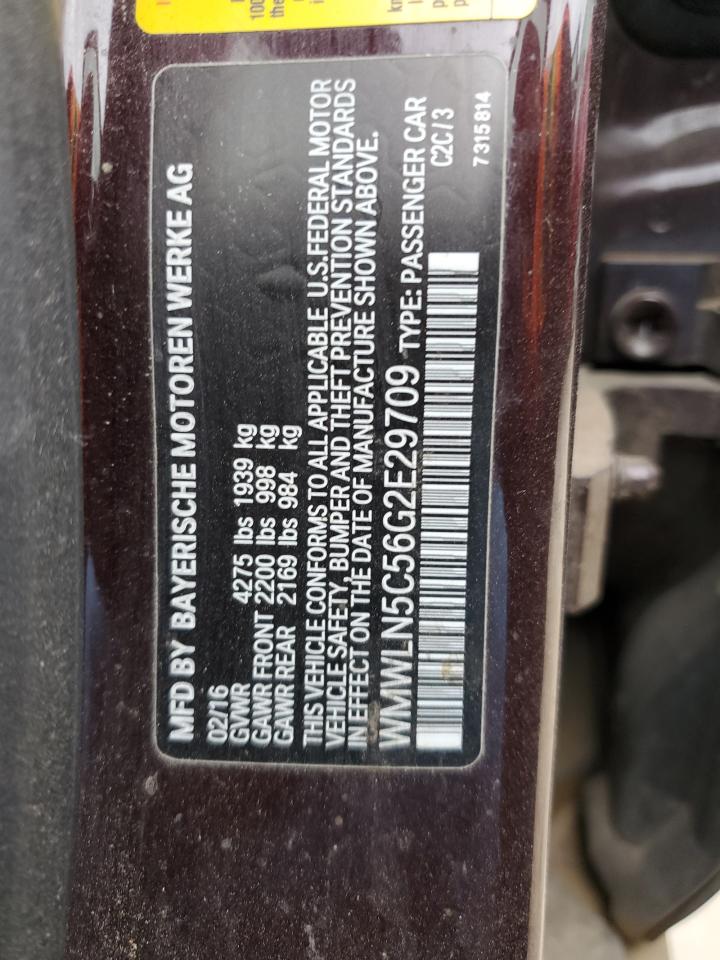 MFD BY BAYERISCHE MOTOREN WERKE AG
02/16
GVWR 4275 lbs 1939 kg
GAWR FRONT 2200 lbs 998 kg
GAWR REAR 2169 lbs 984 kg
THIS VEHICLE CONFORMS TO ALL APPLICABLE U.S. FEDERAL MOTOR
VEHICLE SAFETY, BUMPER AND THEFT PREVENTION STANDARDS
IN EFFECT ON THE DATE OF MANUFACTURE SHOWN ABOVE.
WMWLN5C56G2E29709 TYPE: PASSENGER CAR
C2C/3
7315814